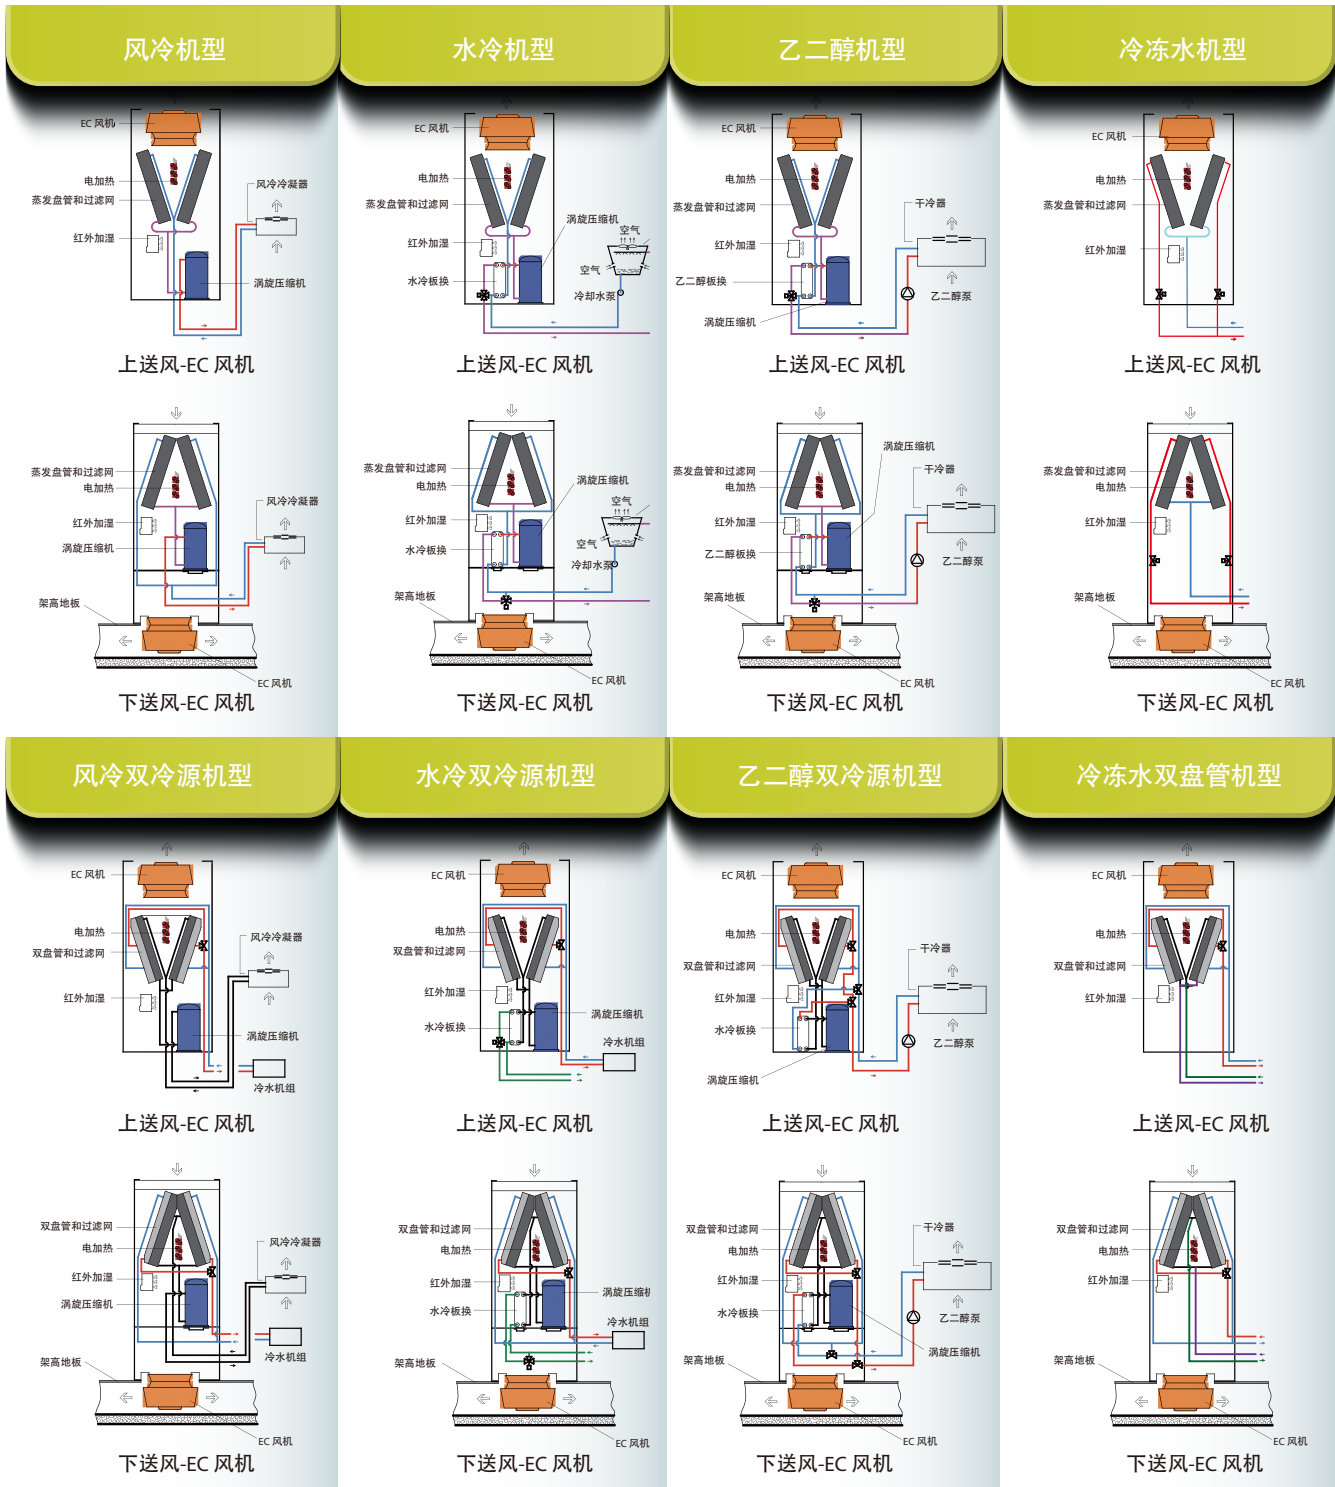 风冷机型
EC 风机
电加热
蒸发盘管和过滤网
红外加湿
风冷冷凝器
涡旋压缩机
上送风-EC 风机
蒸发盘管和过滤网
电加热
红外加湿
涡旋压缩机
风冷冷凝器
架高地板
EC 风机
下送风-EC 风机
水冷机型
EC 风机
电加热
蒸发盘管和过滤网
涡旋压缩机
空气
红外加湿
空气
水冷板换
冷却水泵
上送风-EC 风机
蒸发盘管和过滤网
电加热
涡旋压缩机
空气
红外加湿
空气
水冷板换
冷却水泵
架高地板
EC 风机
下送风-EC 风机
乙二醇机型
EC 风机
电加热
蒸发盘管和过滤网
干冷器
红外加湿
乙二醇板换
乙二醇泵
涡旋压缩机
上送风-EC 风机
涡旋压缩机
蒸发盘管和过滤网
干冷器
电加热
红外加湿
乙二醇板换
乙二醇泵
架高地板
EC 风机
下送风-EC 风机
冷冻水机型
EC 风机
电加热
蒸发盘管和过滤网
红外加湿
上送风-EC 风机
蒸发盘管和过滤网
电加热
红外加湿
架高地板
EC 风机
下送风-EC 风机
风冷双冷源机型
EC 风机
电加热
风冷冷凝器
双盘管和过滤网
红外加湿
涡旋压缩机
冷水机组
上送风-EC 风机
双盘管和过滤网
电加热
风冷冷凝器
红外加湿
涡旋压缩机
冷水机组
架高地板
EC 风机
下送风-EC 风机
水冷双冷源机型
EC 风机
电加热
双盘管和过滤网
红外加湿
涡旋压缩机
水冷板换
冷水机组
上送风-EC 风机
双盘管和过滤网
电加热
红外加湿
涡旋压缩
水冷板换
冷水机组
架高地板
EC 风机
下送风-EC 风机
乙二醇双冷源机型
EC 风机
电加热
干冷器
双盘管和过滤网
红外加湿
水冷板换
乙二醇泵
涡旋压缩机
上送风-EC 风机
双盘管和过滤网
干冷器
电加热
红外加湿
水冷板换
乙二醇泵
涡旋压缩机
架高地板
EC 风机
下送风-EC 风机
冷冻水双盘管机型
EC 风机
电加热
双盘管和过滤网
红外加湿
上送风-EC 风机
双盘管和过滤网
电加热
红外加湿
架高地板
EC 风机
下送风-EC 风机